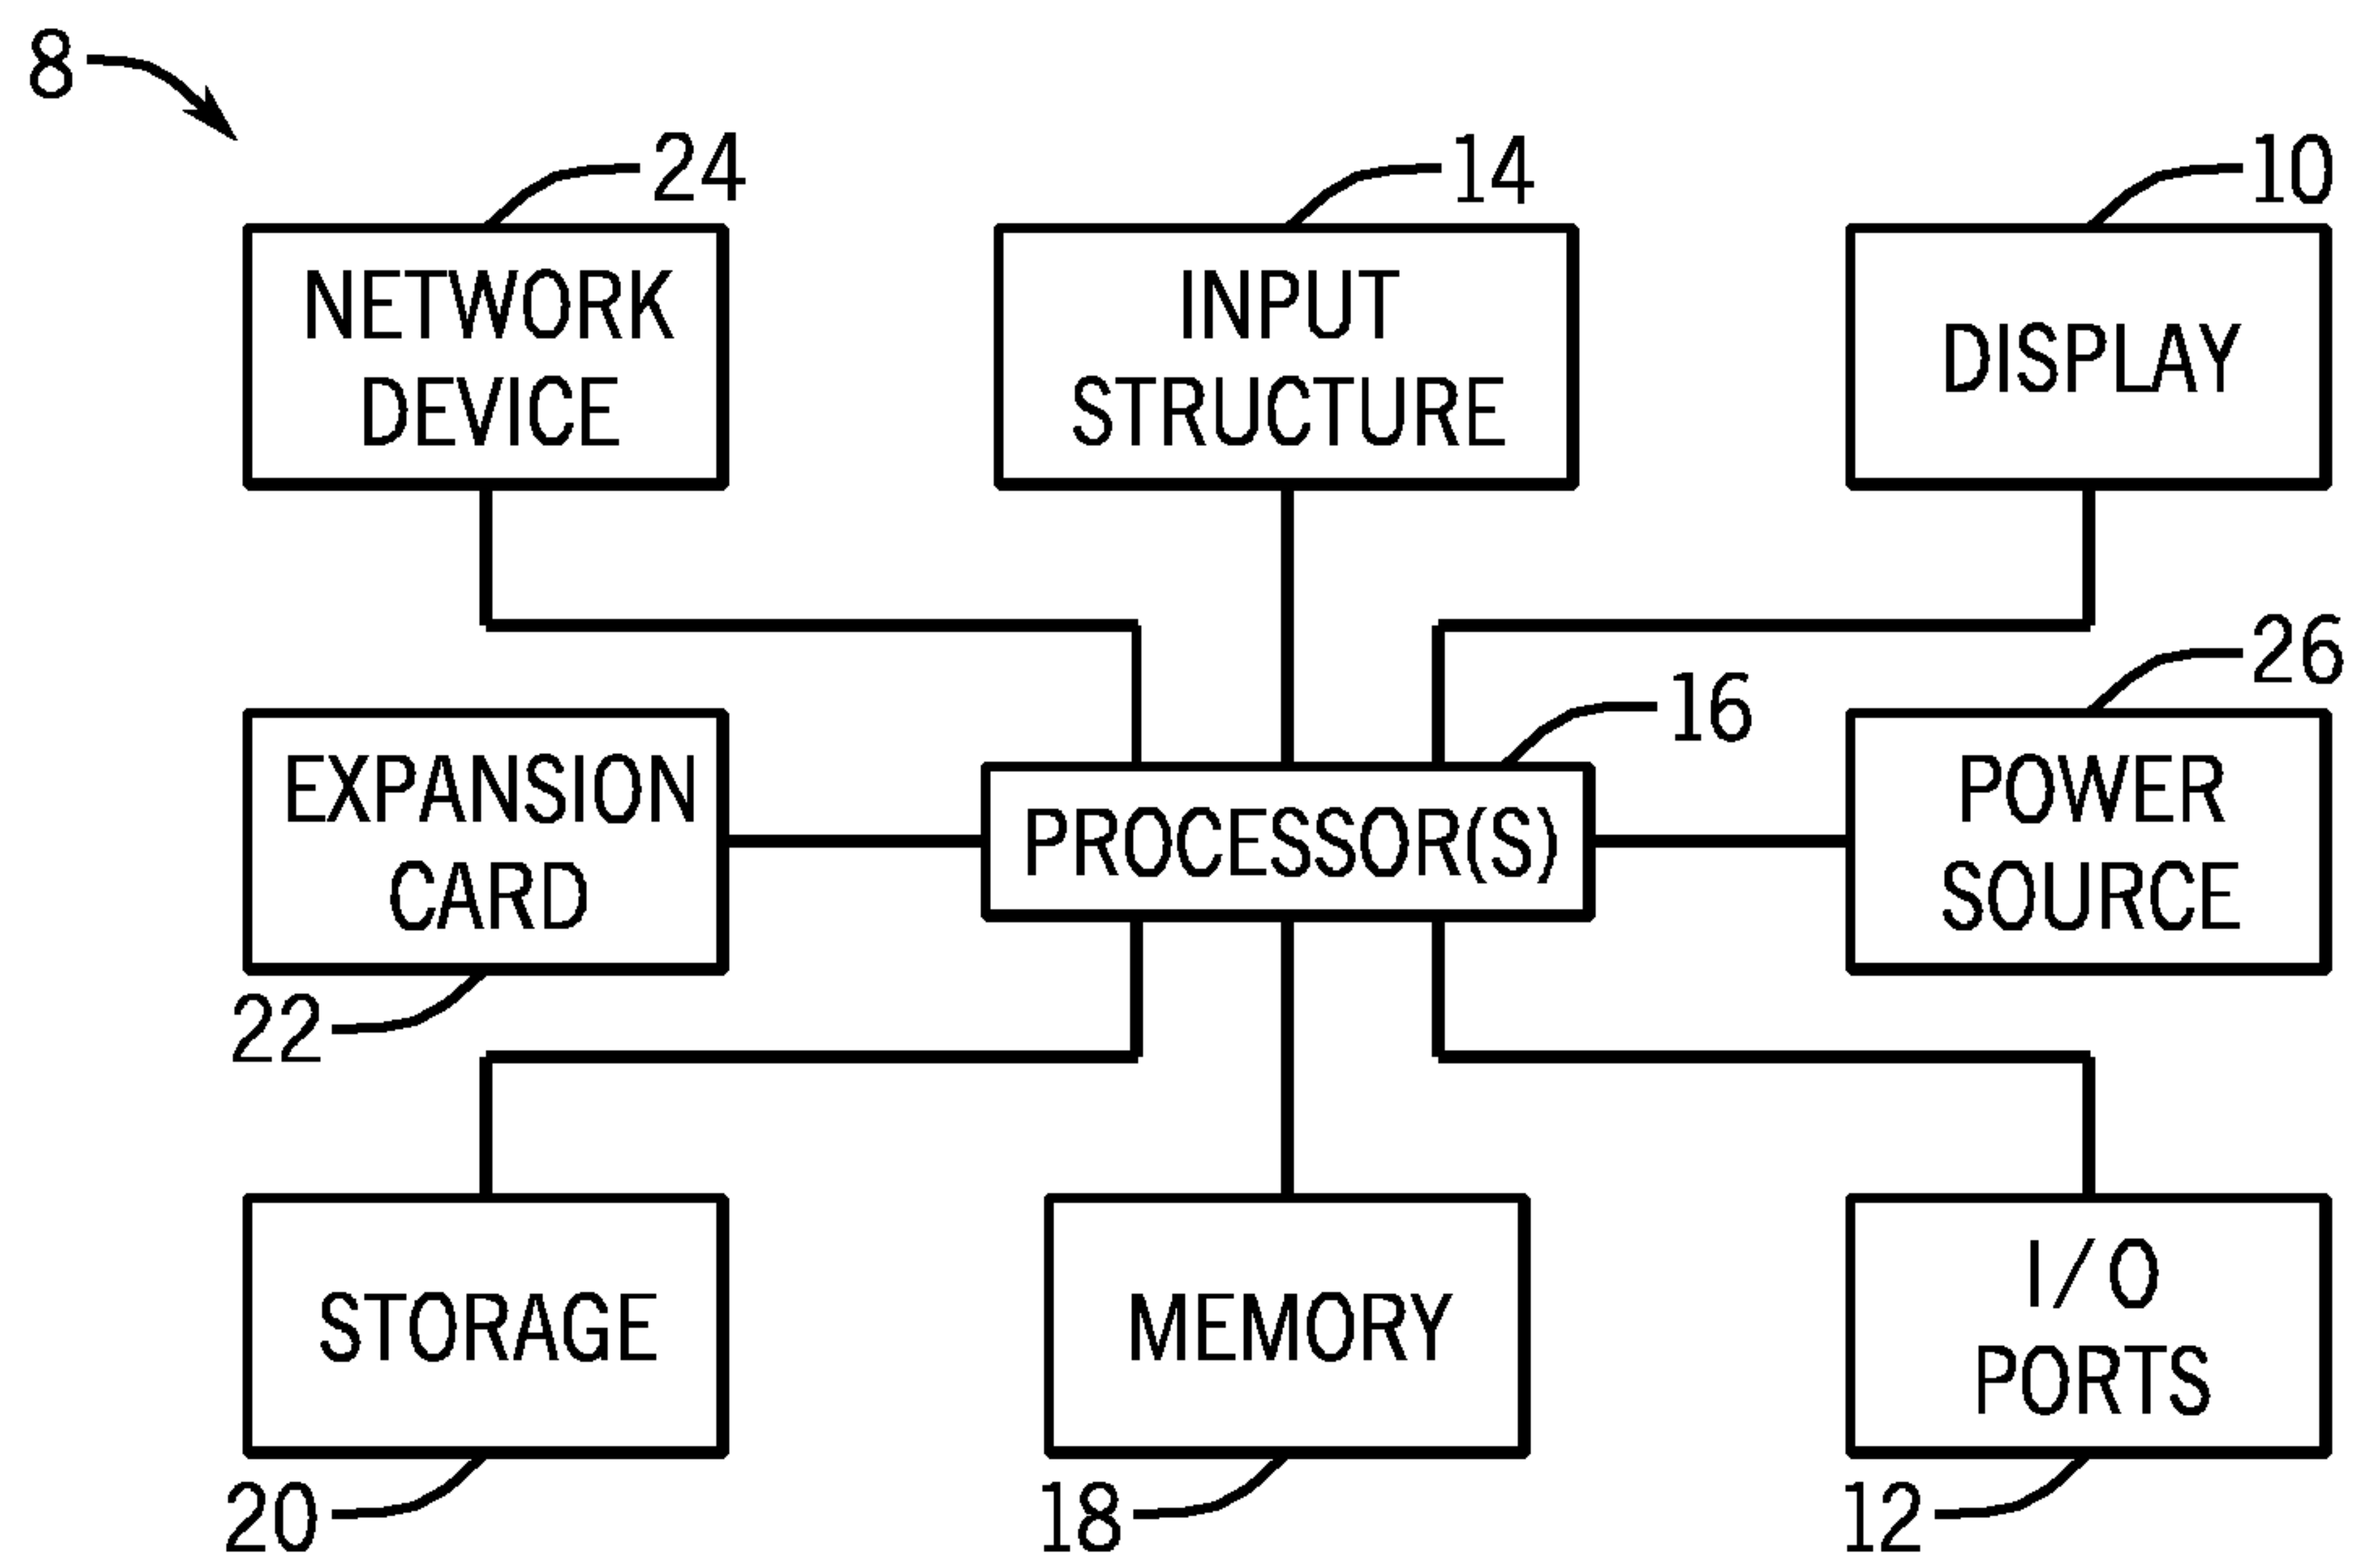 8
24
14
10
NETWORK
DEVICE
INPUT
STRUCTURE
DISPLAY
26
16
EXPANSION
CARD
PROCESSOR(S)
POWER
SOURCE
22
STORAGE
MEMORY
I/O
PORTS
20
18
12